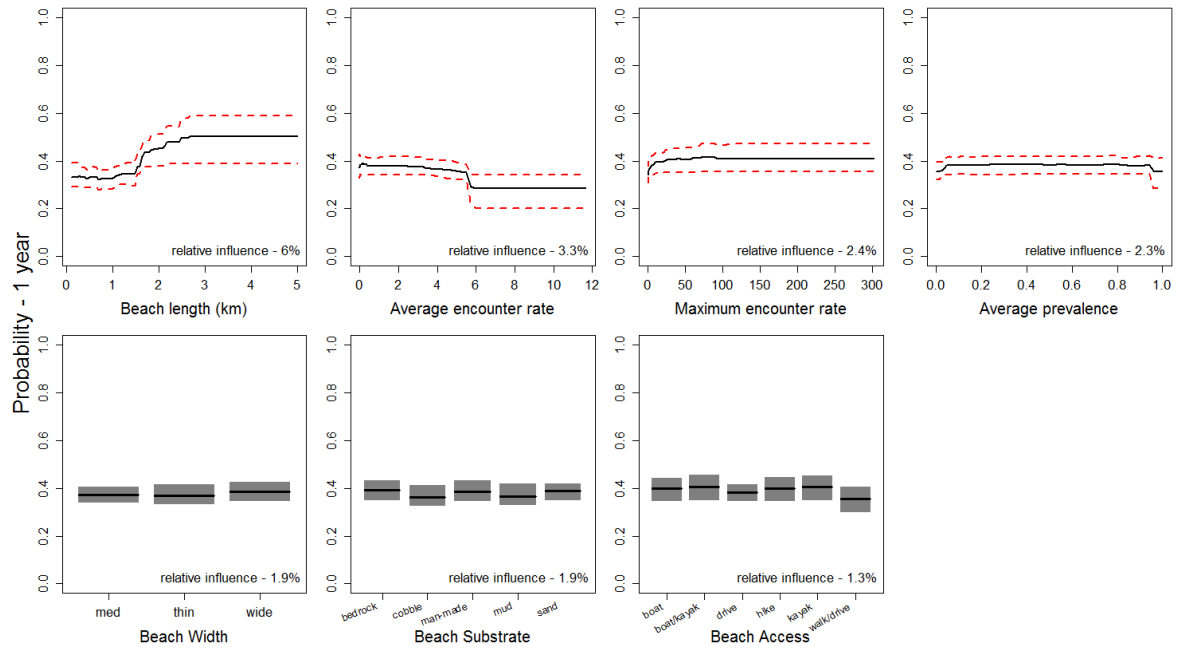 Probability - 1 year
0.0 0.2 0.4 0.6 0.8 1.0
relative influence - 6%
0 1 2 3 4 5
Beach length (km)
0.0 0.2 0.4 0.6 0.8 1.0
relative influence - 3.3%
0 2 4 6 8 10 12
Average encounter rate
0.0 0.2 0.4 0.6 0.8 1.0
relative influence - 2.4%
0 50 100 150 200 250 300
Maximum encounter rate
0.0 0.2 0.4 0.6 0.8 1.0
relative influence - 2.3%
0.0 0.2 0.4 0.6 0.8 1.0
Average prevalence
0.0 0.2 0.4 0.6 0.8 1.0
relative influence - 1.9%
med thin wide
Beach Width
0.0 0.2 0.4 0.6 0.8 1.0
relative influence - 1.9%
bedrock cobble man-made mud sand
Beach Substrate
0.0 0.2 0.4 0.6 0.8 1.0
relative influence - 1.3%
boat boat/kayak drive hike kayak walk/drive
Beach Access